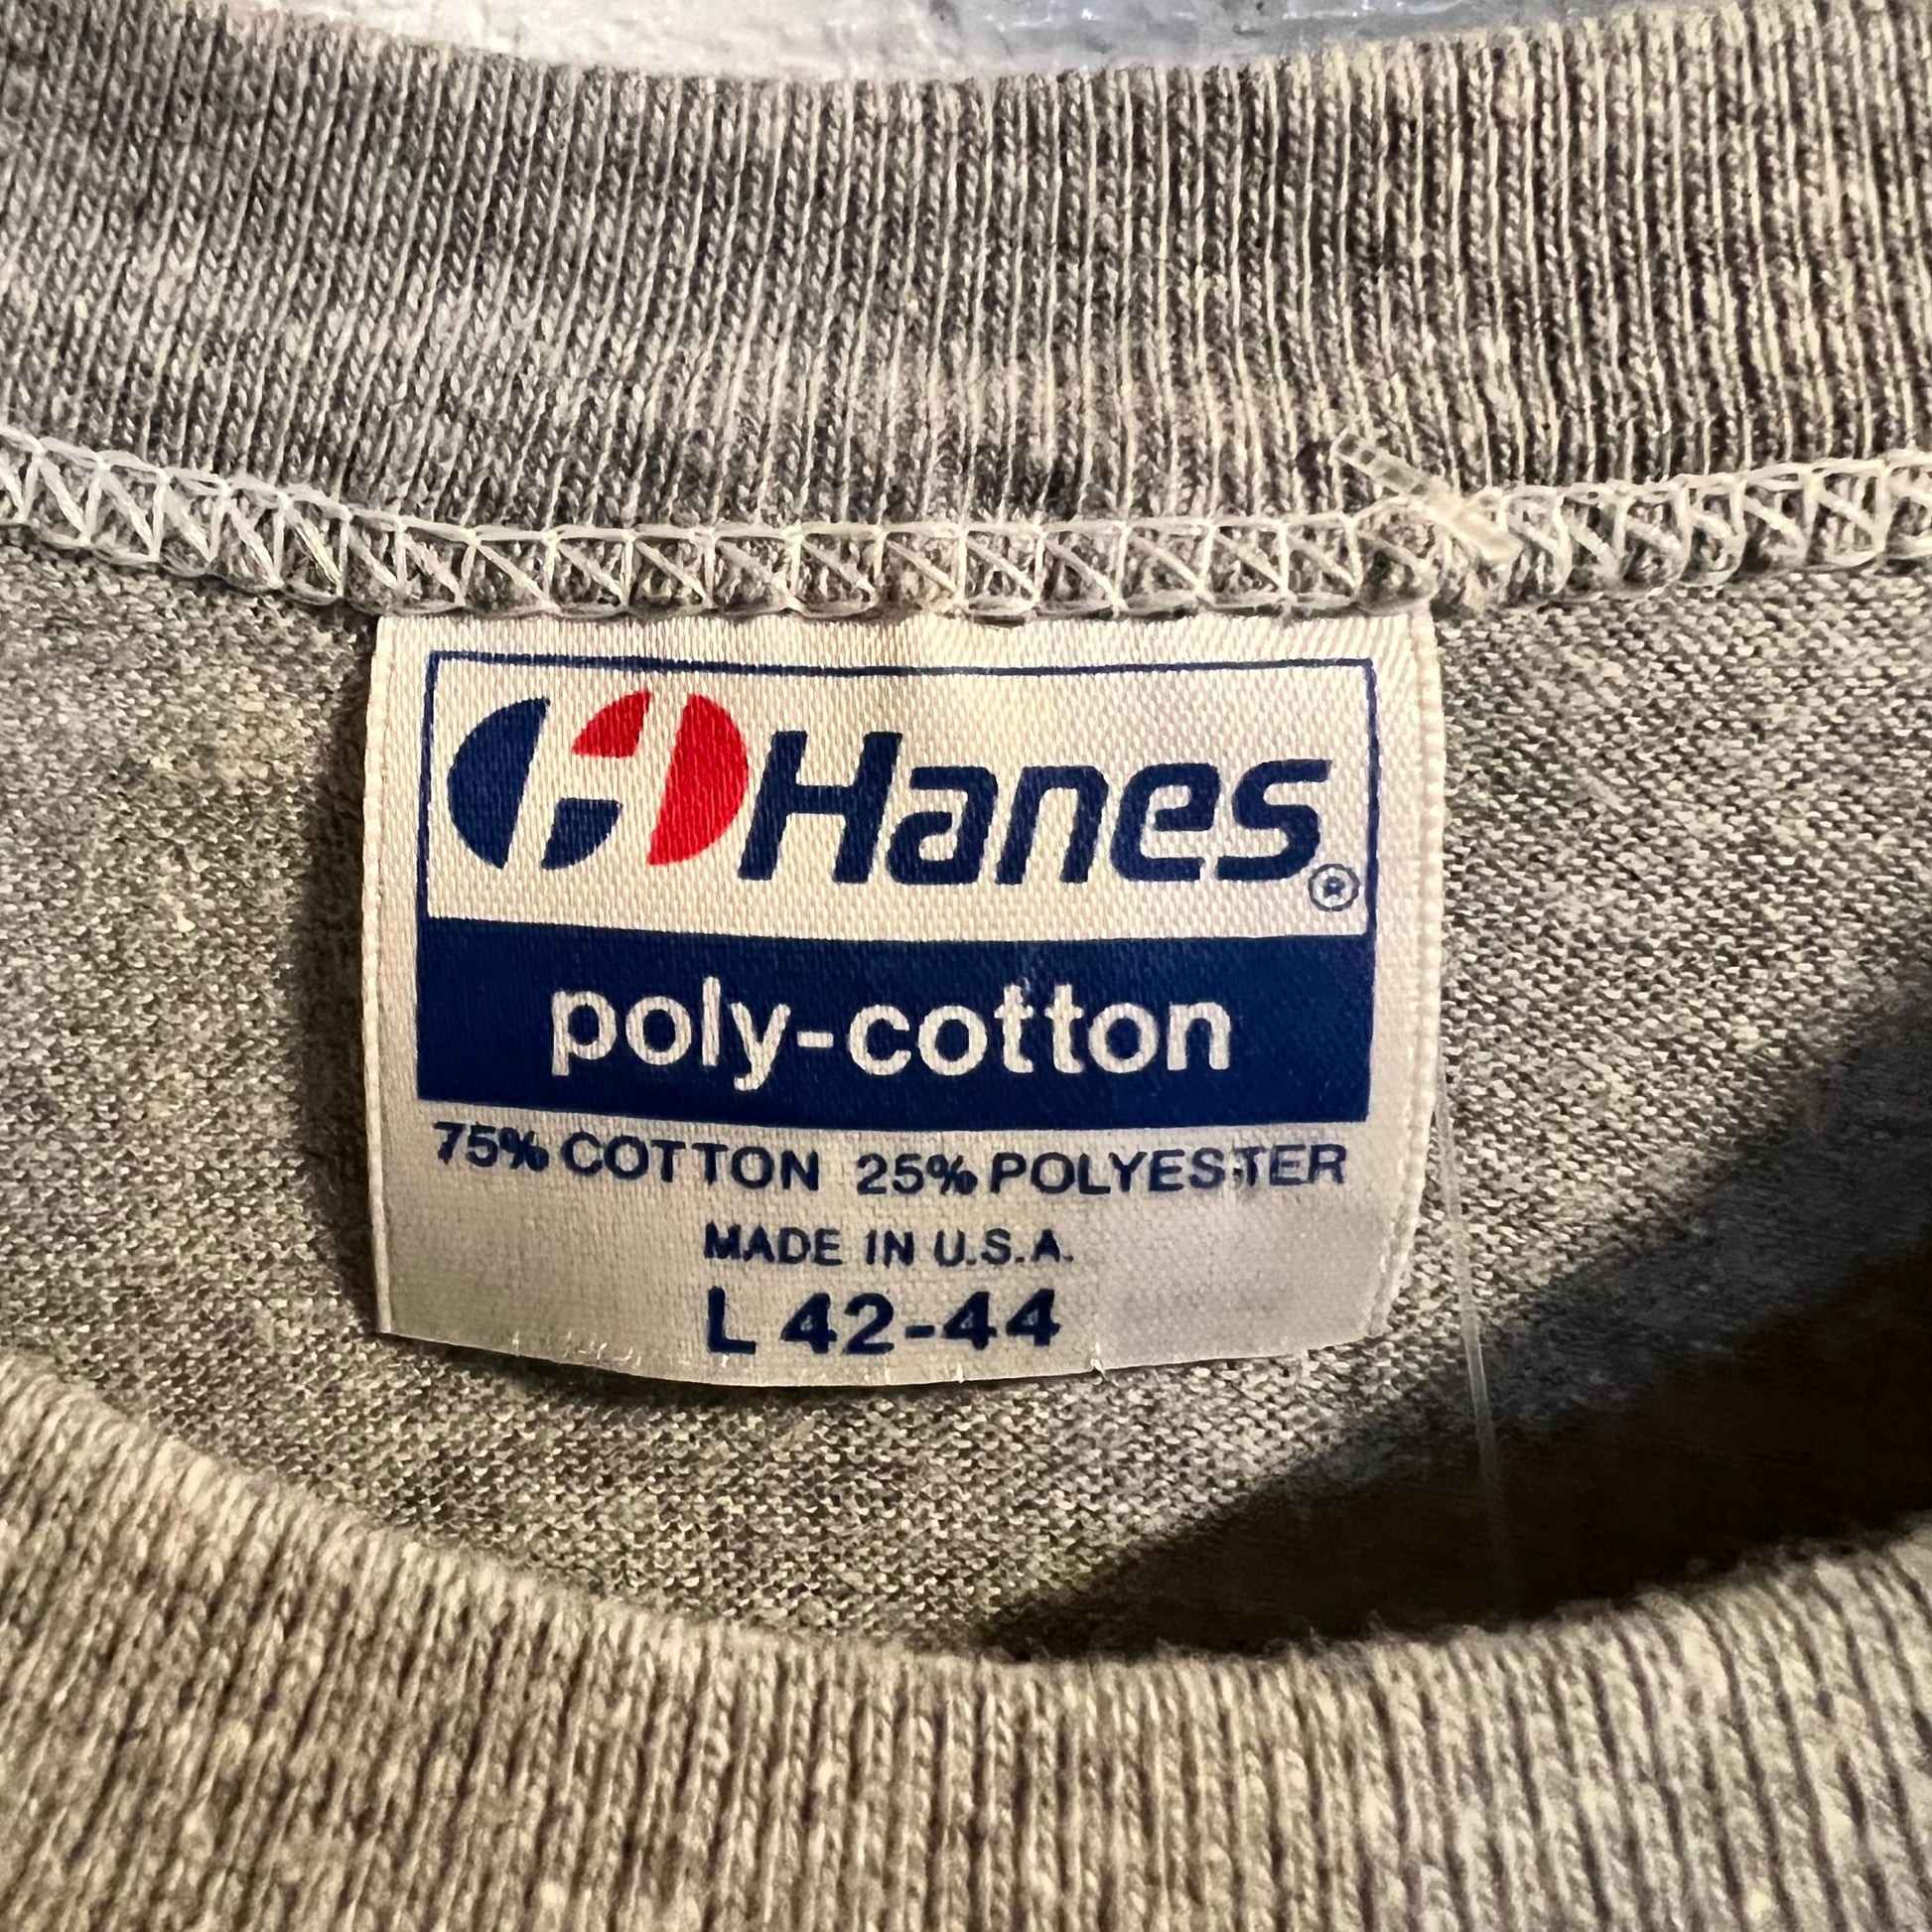 Hanes®
poly-cotton
75% COTTON 25% POLYESTER
MADE IN U.S.A.
L 42-44